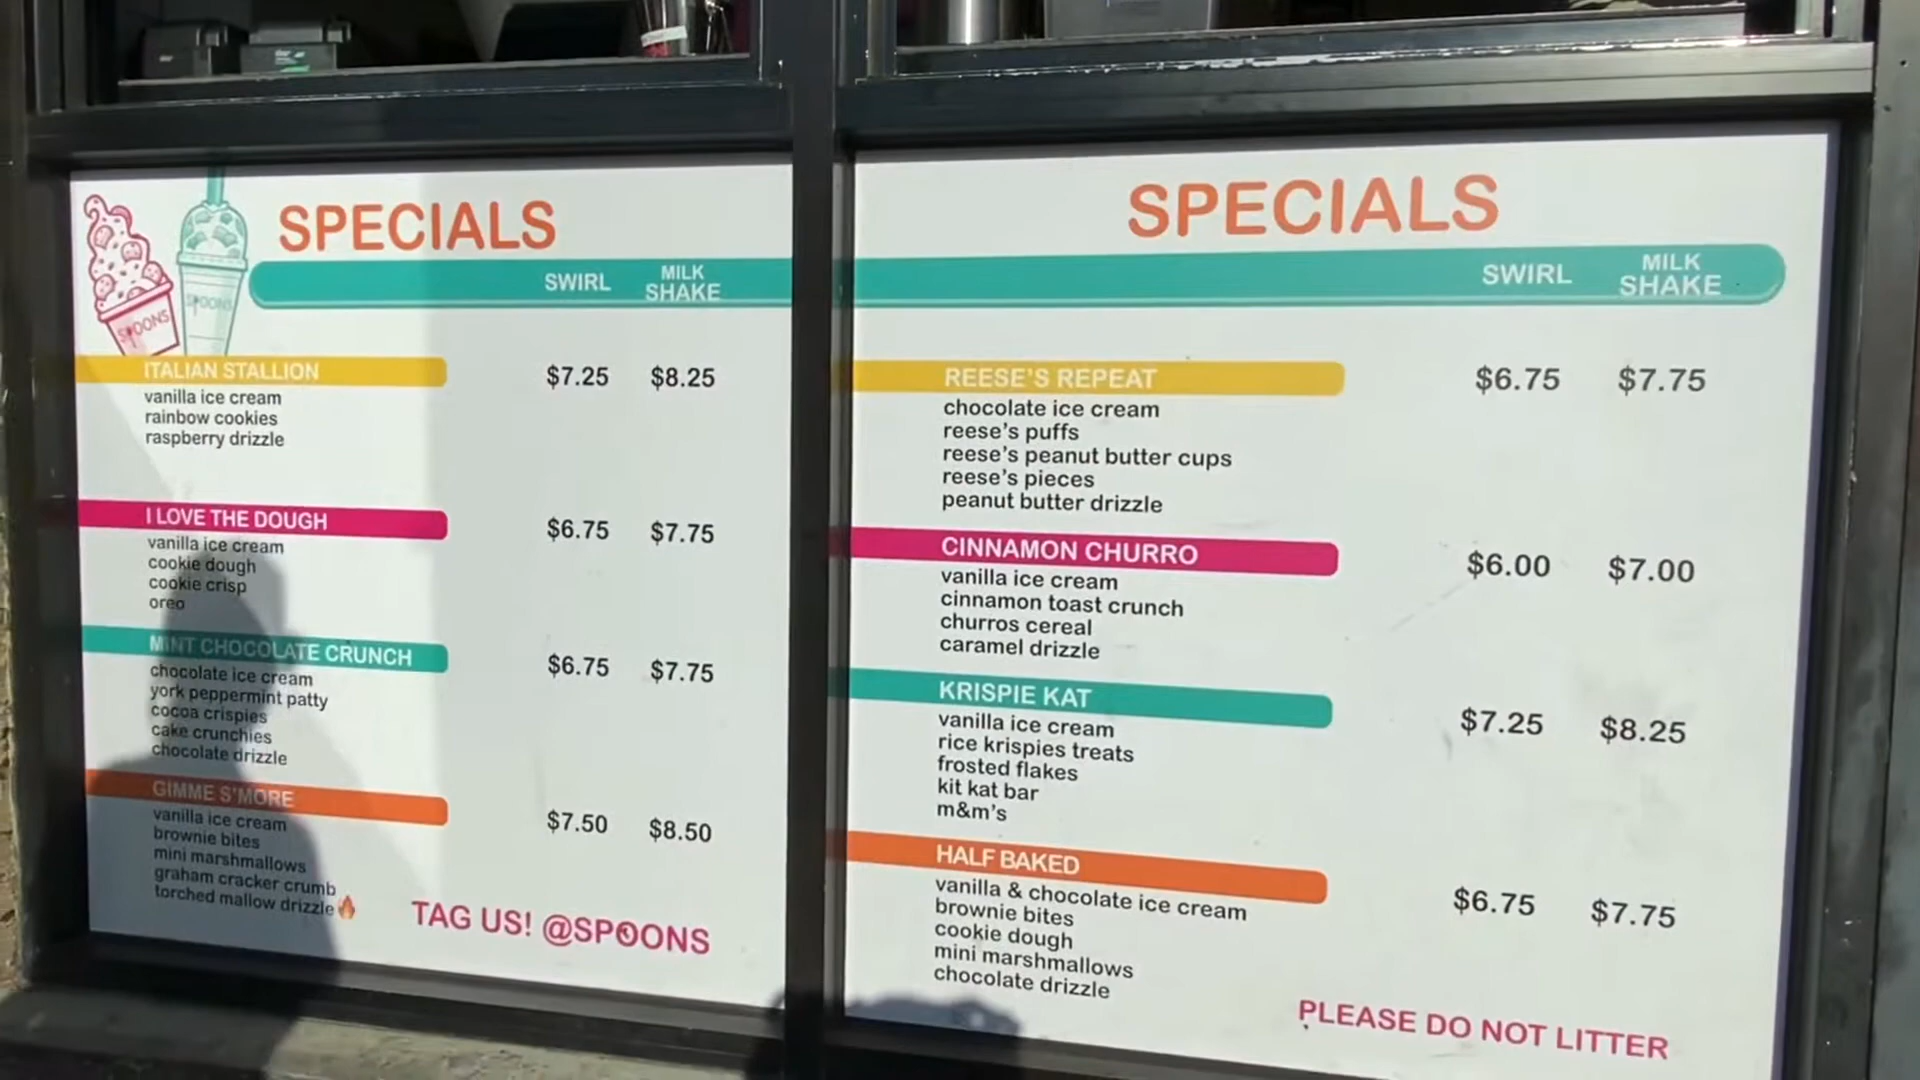 SPECIALS
SWIRL
MILK
SHAKE
SPOONS
SPOONS
ITALIAN STALLION
$7.25 $8.25
vanilla ice cream
rainbow cookies
raspberry drizzle
I LOVE THE DOUGH
$6.75 $7.75
vanilla ice cream
cookie dough
cookie crisp
oreo
MINT CHOCOLATE CRUNCH
$6.75 $7.75
chocolate ice cream
york peppermint patty
cocoa crispies
cake crunchies
chocolate drizzle
GIMME S'MORE
$7.50 $8.50
vanilla ice cream
brownie bites
mini marshmallows
graham cracker crumb
torched mallow drizzle🔥
TAG US! @SPOONS
SPECIALS
SWIRL
MILK
SHAKE
REESE'S REPEAT
$6.75 $7.75
chocolate ice cream
reese's puffs
reese's peanut butter cups
reese's pieces
peanut butter drizzle
CINNAMON CHURRO
$6.00 $7.00
vanilla ice cream
cinnamon toast crunch
churros cereal
caramel drizzle
KRISPIE KAT
$7.25 $8.25
vanilla ice cream
rice krispies treats
frosted flakes
kit kat bar
m&m's
HALF BAKED
$6.75 $7.75
vanilla & chocolate ice cream
brownie bites
cookie dough
mini marshmallows
chocolate drizzle
PLEASE DO NOT LITTER